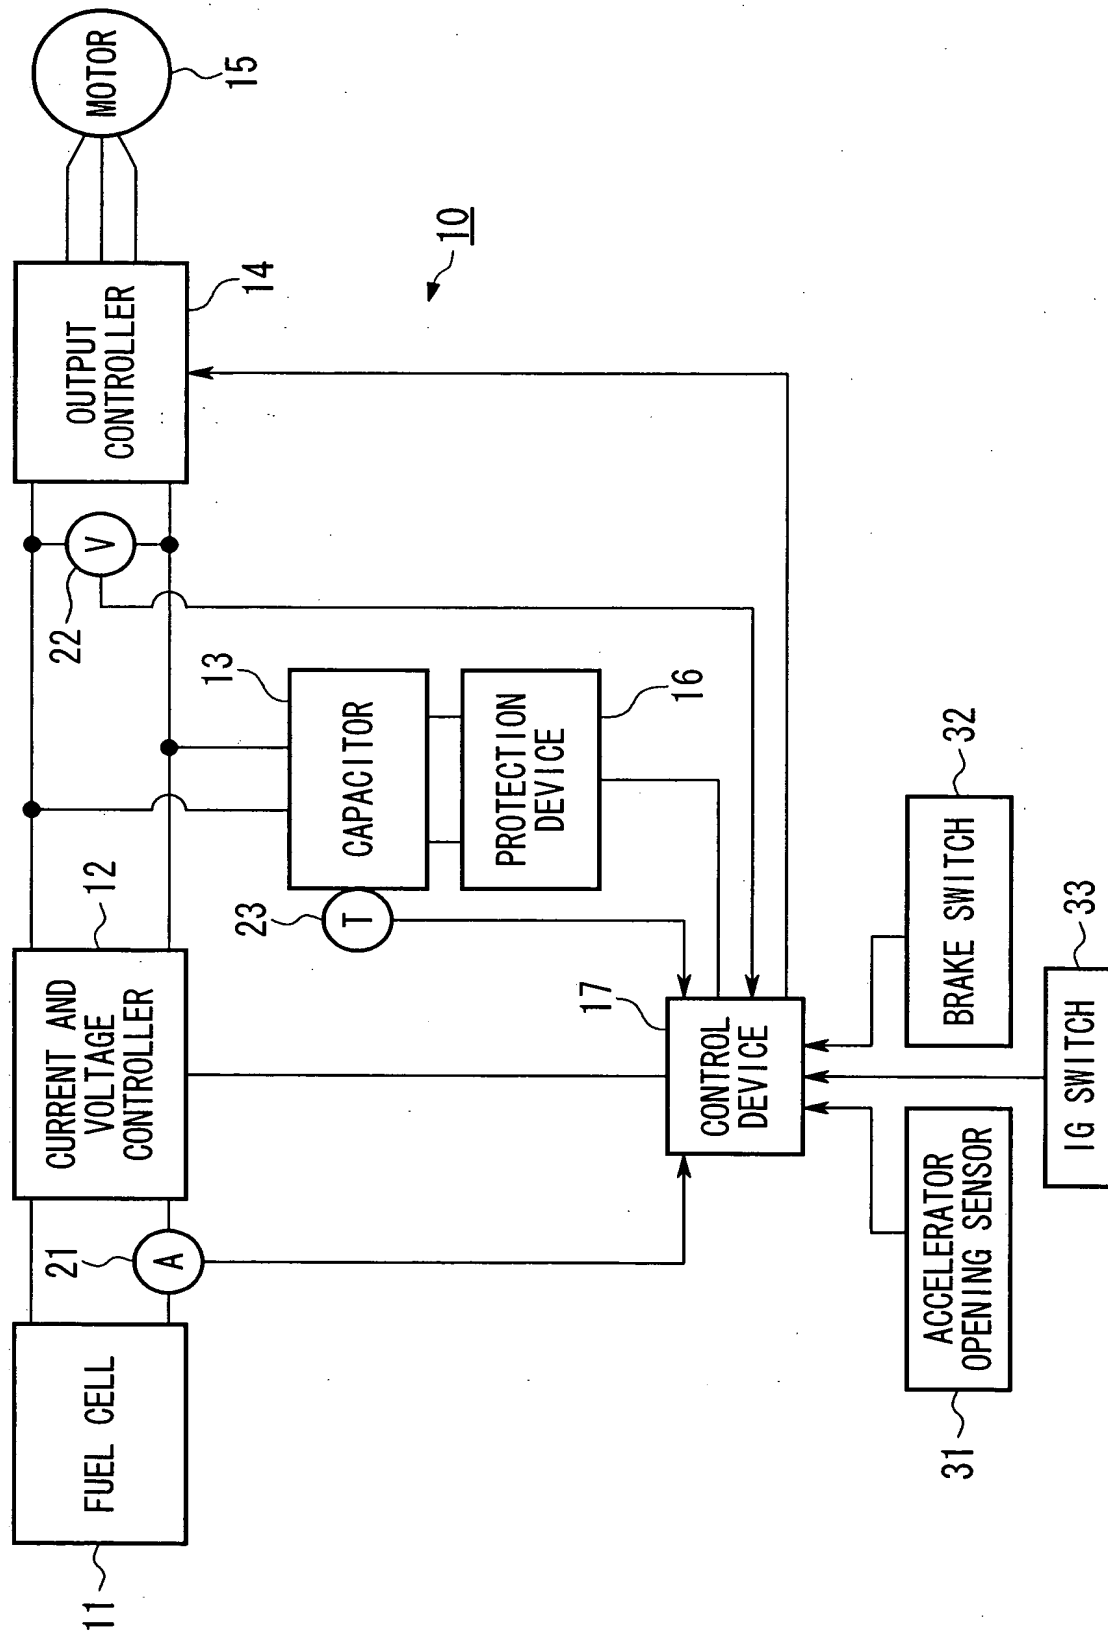 FUEL CELL
11
A
21
CURRENT AND
VOLTAGE
CONTROLLER
12
V
22
OUTPUT
CONTROLLER
14
MOTOR
15
10
T
23
CAPACITOR
13
PROTECTION
DEVICE
16
CONTROL
DEVICE
17
ACCELERATOR
OPENING SENSOR
31
BRAKE SWITCH
32
IG SWITCH
33